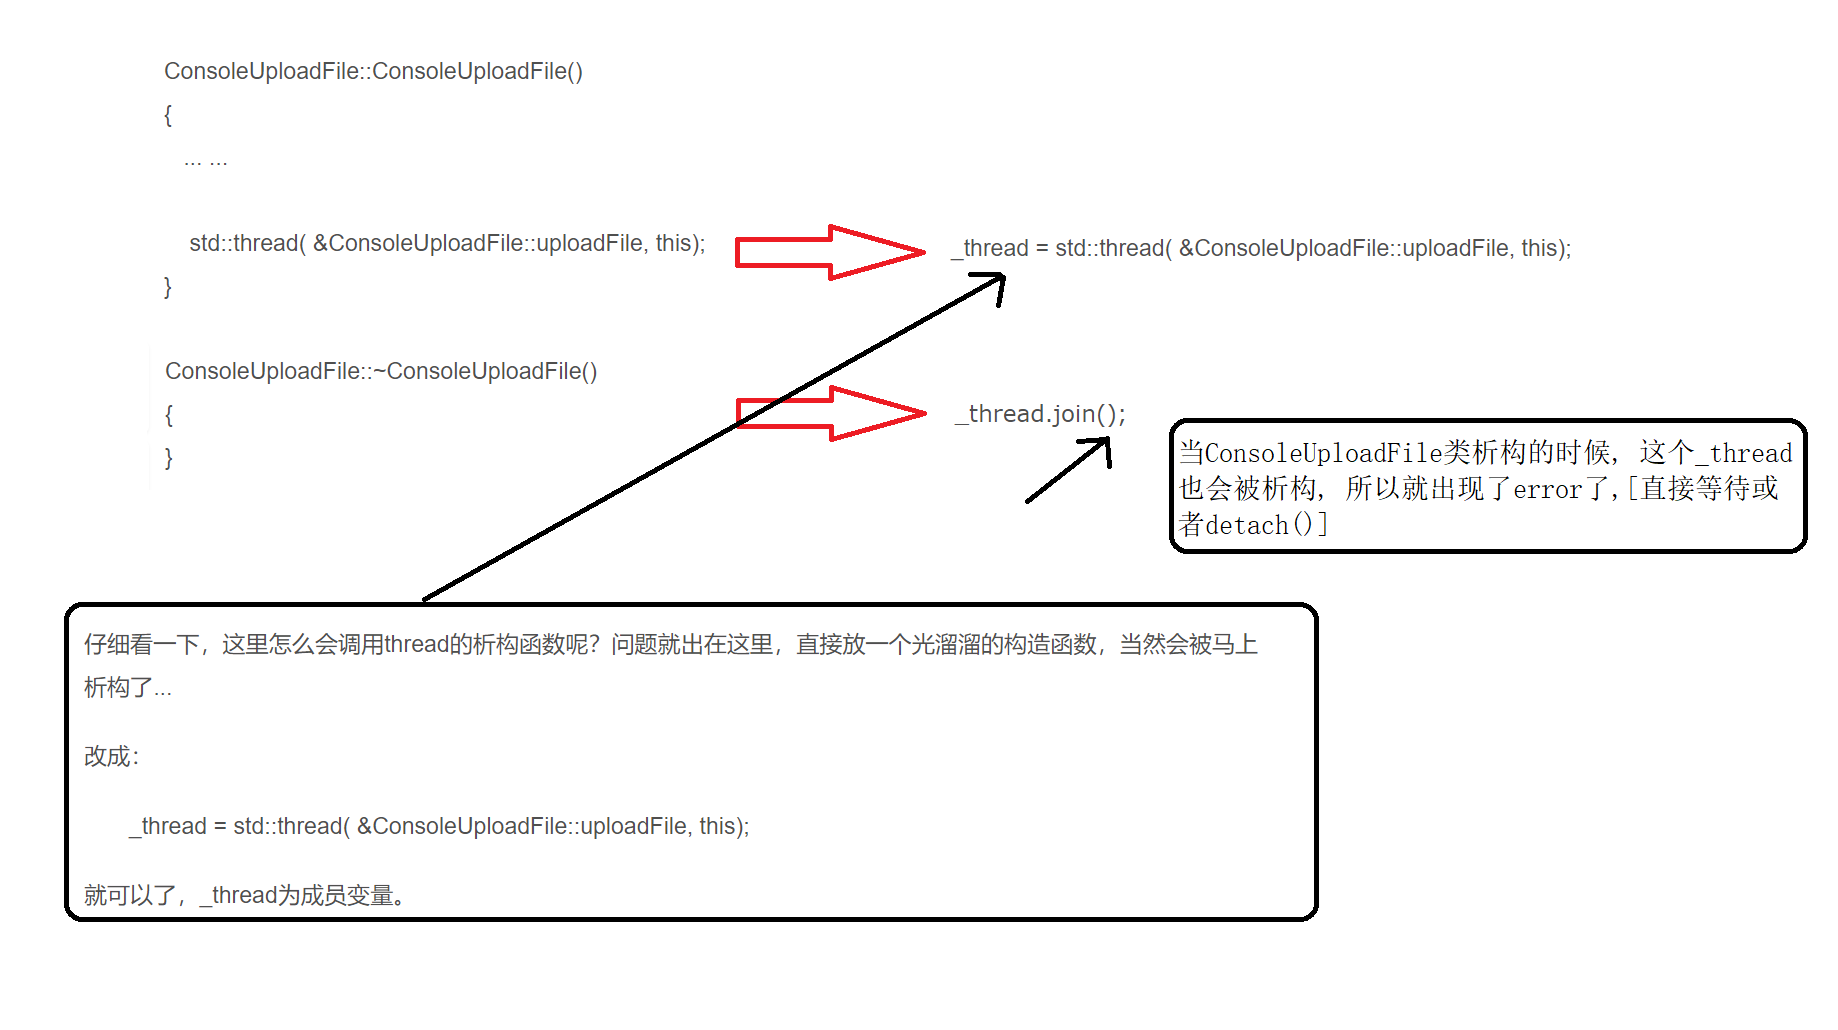 ConsoleUploadFile::ConsoleUploadFile()
{
... ...
std::thread( &ConsoleUploadFile::uploadFile, this);
_thread = std::thread( &ConsoleUploadFile::uploadFile, this);
}
ConsoleUploadFile::~ConsoleUploadFile()
{
_thread.join();
}
当ConsoleUploadFile类析构的时候, 这个_thread
也会被析构, 所以就出现了error了,[直接等待或
者detach()]
仔细看一下，这里怎么会调用thread的析构函数呢？问题就出在这里，直接放一个光溜溜的构造函数，当然会被马上
析构了...
改成：
_thread = std::thread( &ConsoleUploadFile::uploadFile, this);
就可以了，_thread为成员变量。